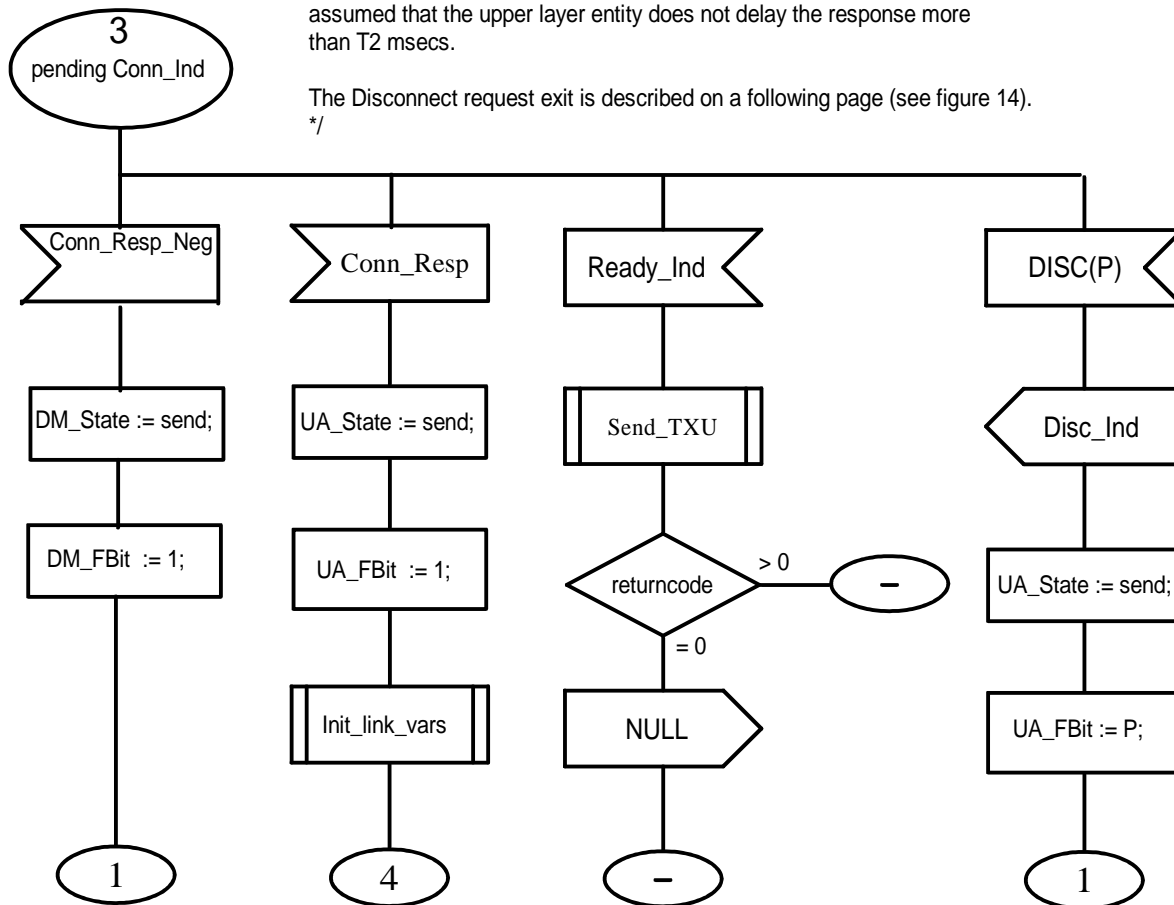 assumed that the upper layer entity does not delay the response more
than T2 msecs.
The Disconnect request exit is described on a following page (see figure 14).
*/
3
pending Conn_Ind
Conn_Resp_Neg
DM_State := send;
DM_FBit := 1;
1
Conn_Resp
UA_State := send;
UA_FBit := 1;
Init_link_vars
4
Ready_Ind
Send_TXU
returncode
> 0
–
= 0
NULL
–
DISC(P)
Disc_Ind
UA_State := send;
UA_FBit := P;
1